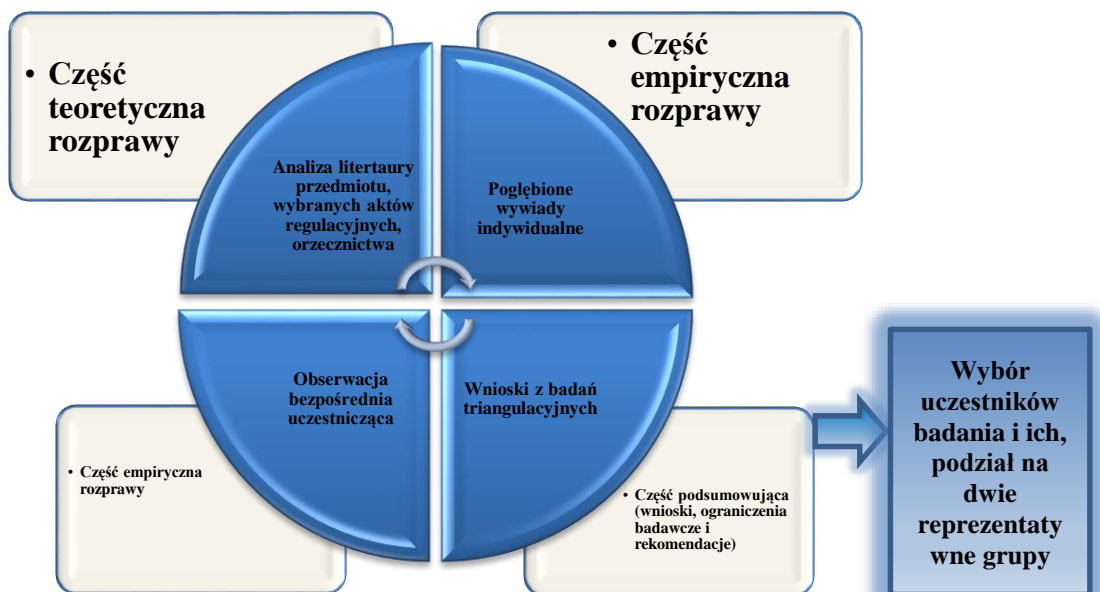 • Część
teoretyczna
rozprawy
• Część
empiryczna
rozprawy
Analiza litertaury
przedmiotu,
wybranych aktów
regulacyjnych,
orzecznictwa
Pogłębione
wywiady
indywidualne
Obserwacja
bezpośrednia
uczestnicząca
Wnioski z badań
triangulacyjnych
• Część empiryczna
rozprawy
• Część podsumowująca
(wnioski, ograniczenia
badawcze i
rekomendacje)
Wybór
uczestników
badania i ich,
podział na
dwie
reprezentaty
wne grupy